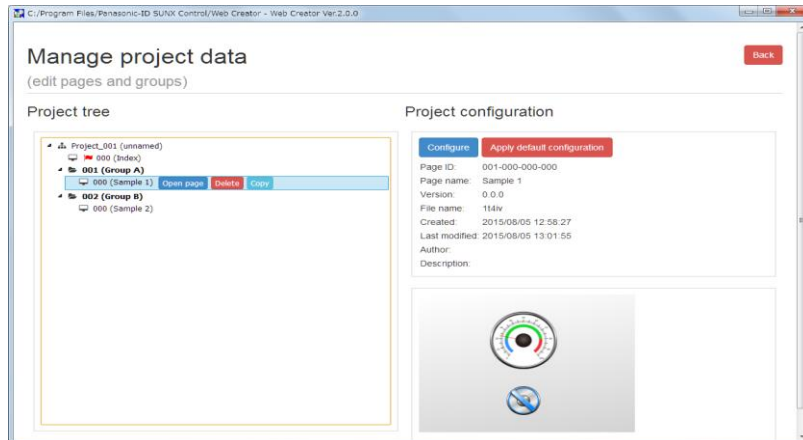 C:/Program Files/Panasonic-ID SUNX Control/Web Creator - Web Creator Ver.2.0.0
Manage project data
Back
(edit pages and groups)
Project tree
Project_001 (unnamed)
000 (Index)
001 (Group A)
000 (Sample 1) Open page Delete Copy
002 (Group B)
000 (Sample 2)
Project configuration
Configure Apply default configuration
Page ID: 001-000-000-000
Page name: Sample 1
Version: 0.0.0
File name: 1t4iv
Created: 2015/08/05 12:58:27
Last modified: 2015/08/05 13:01:55
Author:
Description: